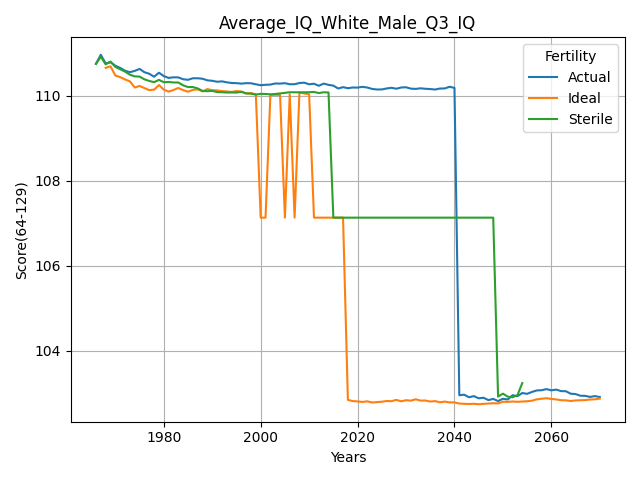 Average_IQ_White_Male_Q3_IQ
Score(64-129)
110
108
106
104
Fertility
Actual
Ideal
Sterile
1980
2000
2020
2040
2060
Years